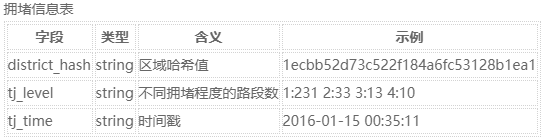 拥堵信息表
字段 类型 含义 示例
district_hash string 区域哈希值 1ecbb52d73c522f184a6fc53128b1ea1
tj_level string 不同拥堵程度的路段数 1:231 2:33 3:13 4:10
tj_time string 时间戳 2016-01-15 00:35:11